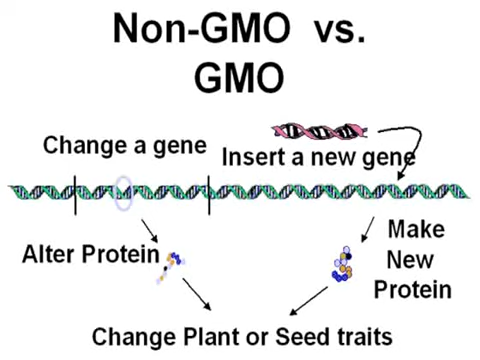 Non-GMO vs.
GMO
Change a gene
Insert a new gene
Alter Protein
Make
New
Protein
Change Plant or Seed traits